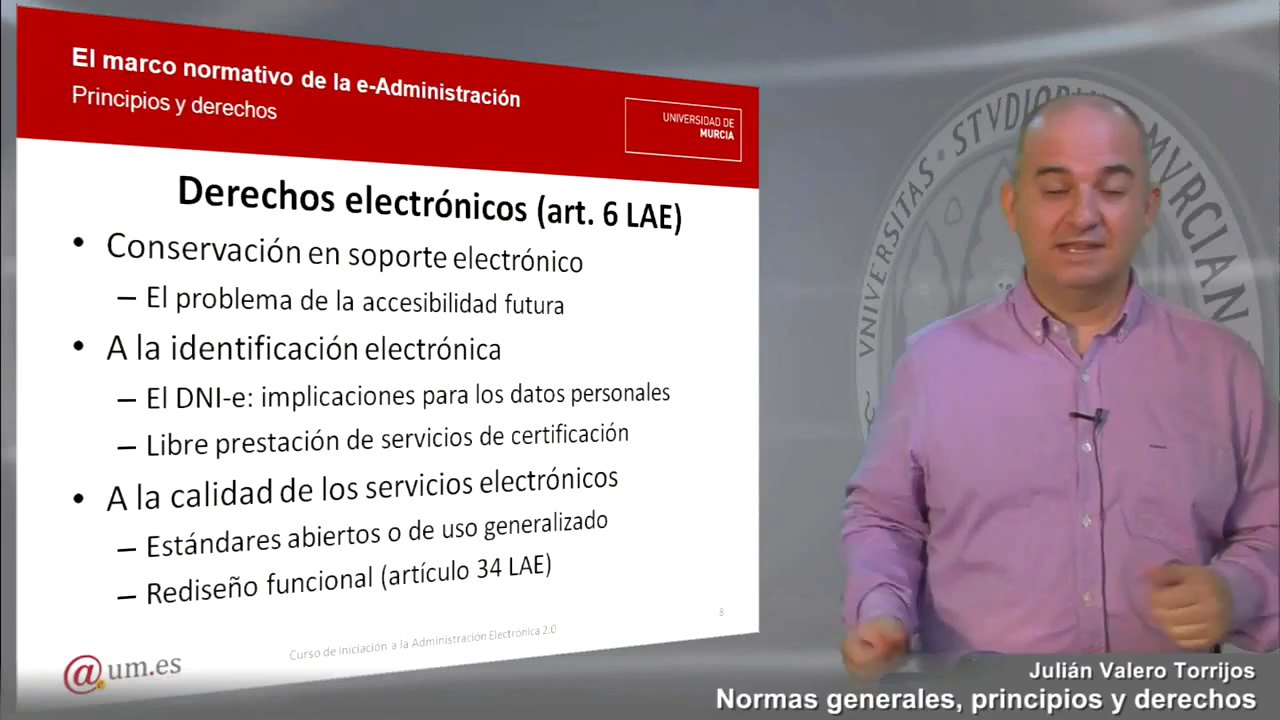 El marco normativo de la e-Administración
Principios y derechos
UNIVERSIDAD DE
MURCIA
Derechos electrónicos (art. 6 LAE)
• Conservación en soporte electrónico
– El problema de la accesibilidad futura
• A la identificación electrónica
– El DNI-e: implicaciones para los datos personales
– Libre prestación de servicios de certificación
• A la calidad de los servicios electrónicos
– Estándares abiertos o de uso generalizado
– Rediseño funcional (artículo 34 LAE)
8
Curso de Iniciación a la Administración Electrónica 2.0
@um.es
VNIVERSITAS · STVDIORVM MVRCIANA
Julián Valero Torrijos
Normas generales, principios y derechos